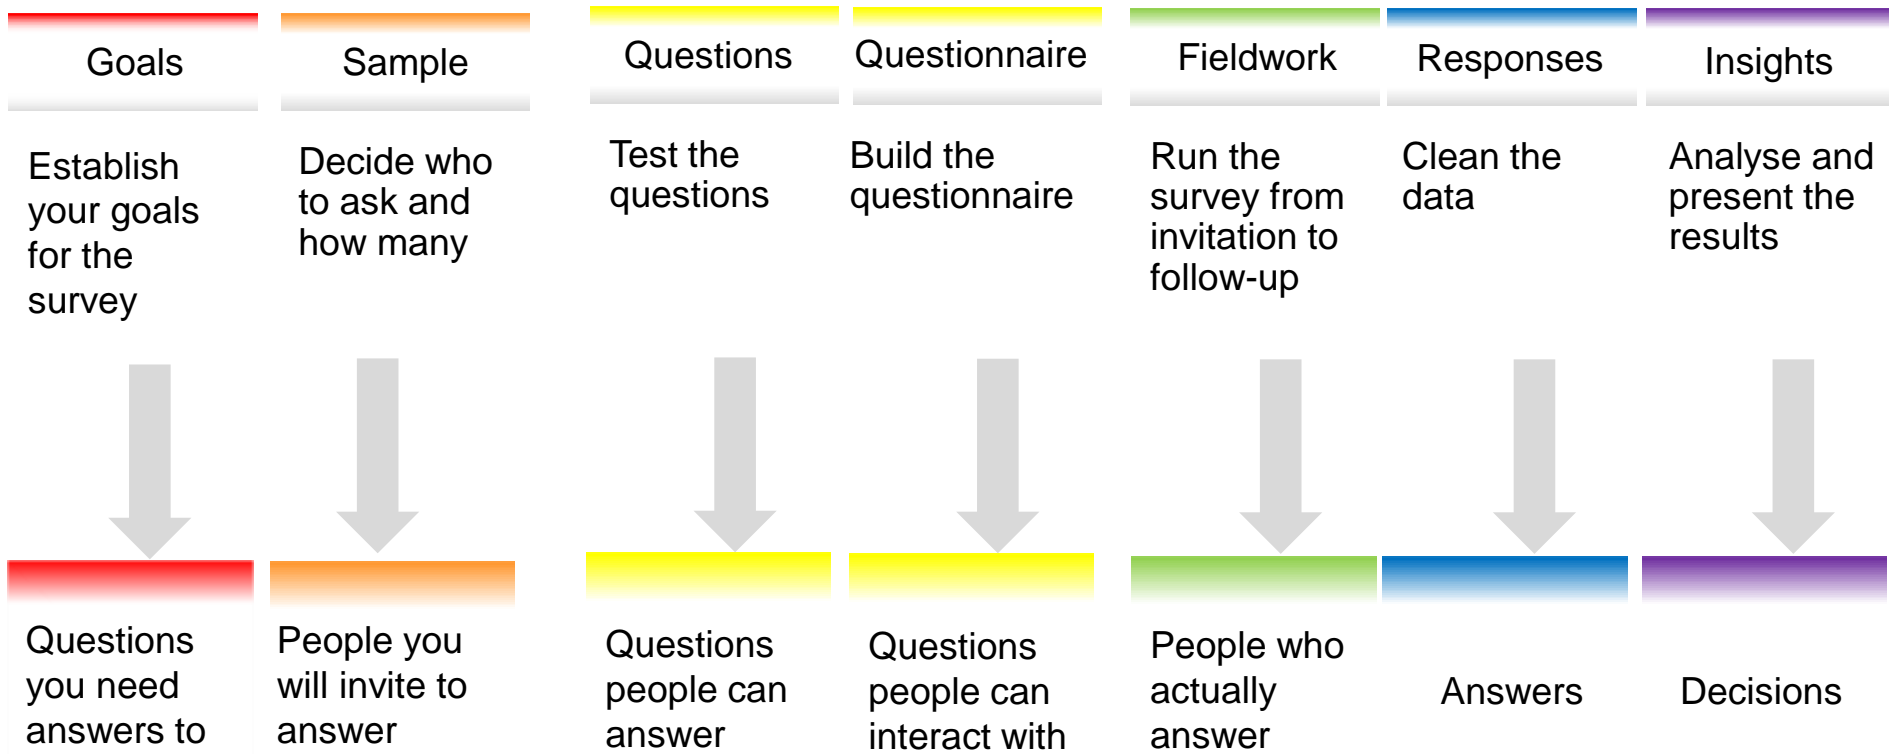 Goals
Sample
Questions
Questionnaire
Fieldwork
Responses
Insights
Establish
your goals
for the
survey
Decide who
to ask and
how many
Test the
questions
Build the
questionnaire
Run the
survey from
invitation to
follow-up
Clean the
data
Analyse and
present the
results
Questions
you need
answers to
People you
will invite to
answer
Questions
people can
answer
Questions
people can
interact with
People who
actually
answer
Answers
Decisions